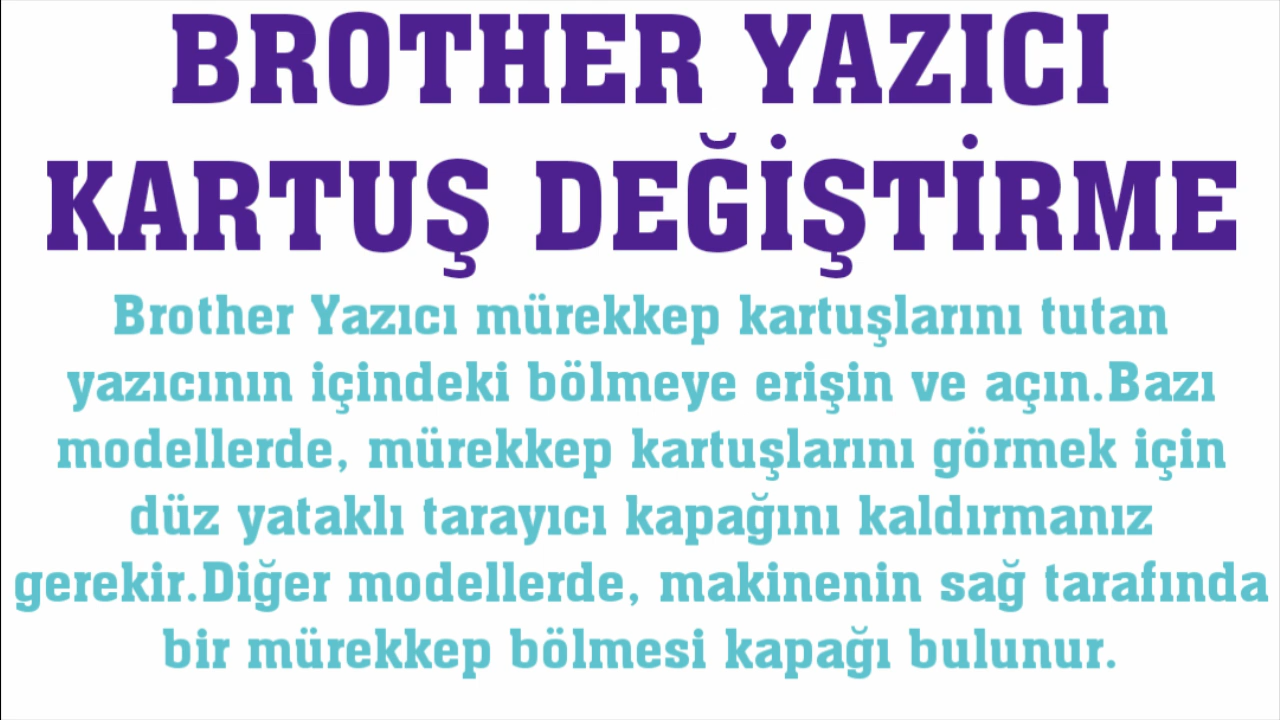 BROTHER YAZICI
KARTUŞ DEĞİŞTİRME
Brother Yazıcı mürekkep kartuşlarını tutan
yazıcının içindeki bölmeye erişin ve açın.Bazı
modellerde, mürekkep kartuşlarını görmek için
düz yataklı tarayıcı kapağını kaldırmanız
gerekir.Diğer modellerde, makinenin sağ tarafında
bir mürekkep bölmesi kapağı bulunur.